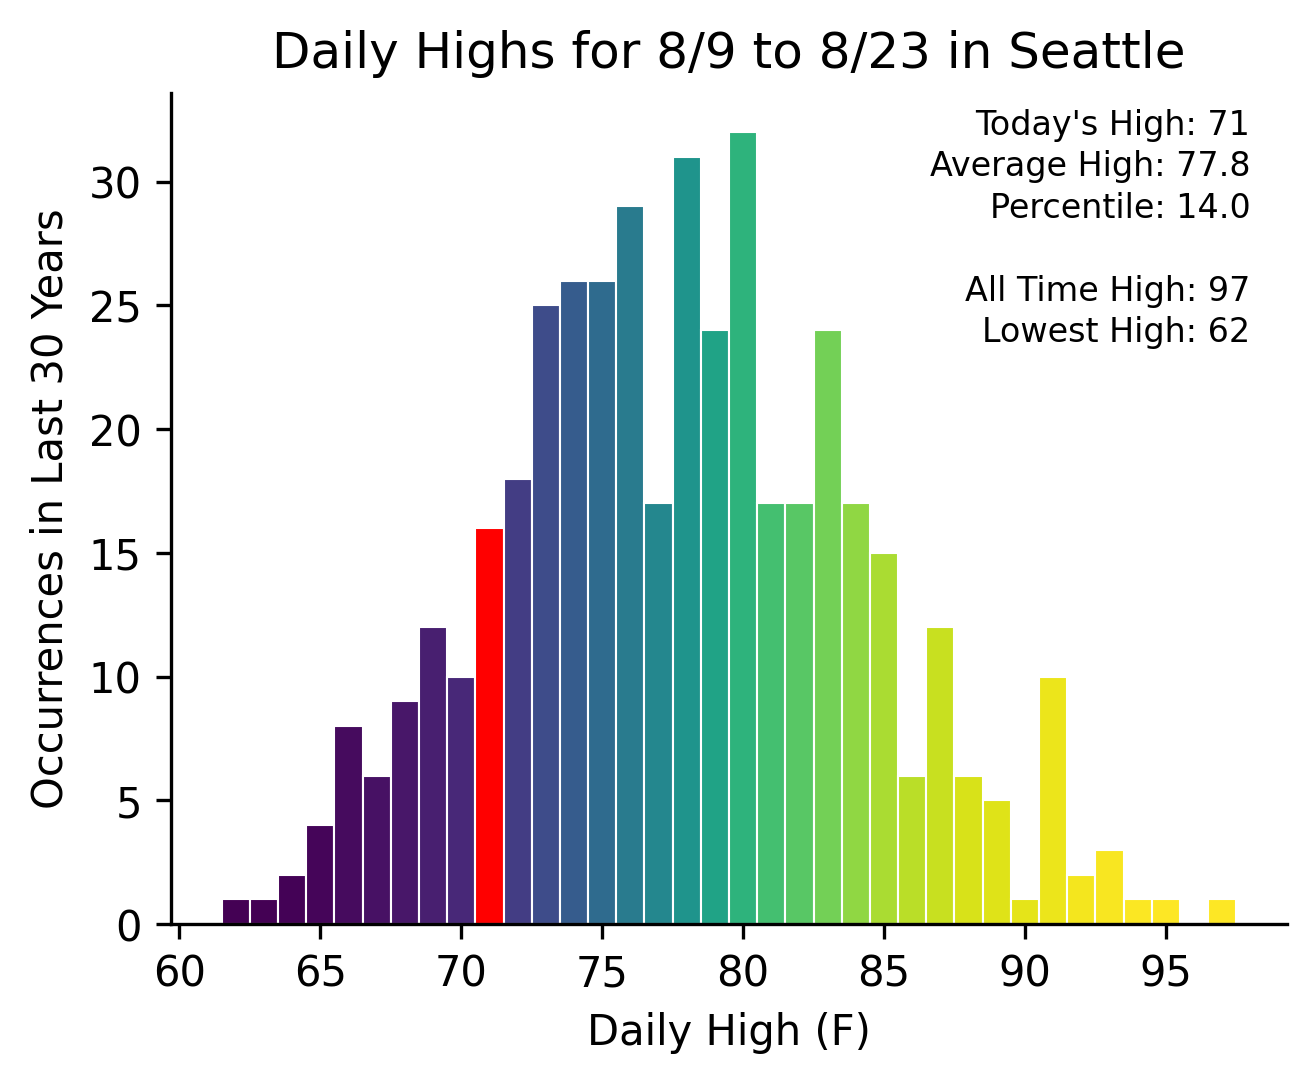 Daily Highs for 8/9 to 8/23 in Seattle
Today's High: 71
Average High: 77.8
Percentile: 14.0
All Time High: 97
Lowest High: 62
Occurrences in Last 30 Years
30
25
20
15
10
5
0
60 65 70 75 80 85 90 95
Daily High (F)